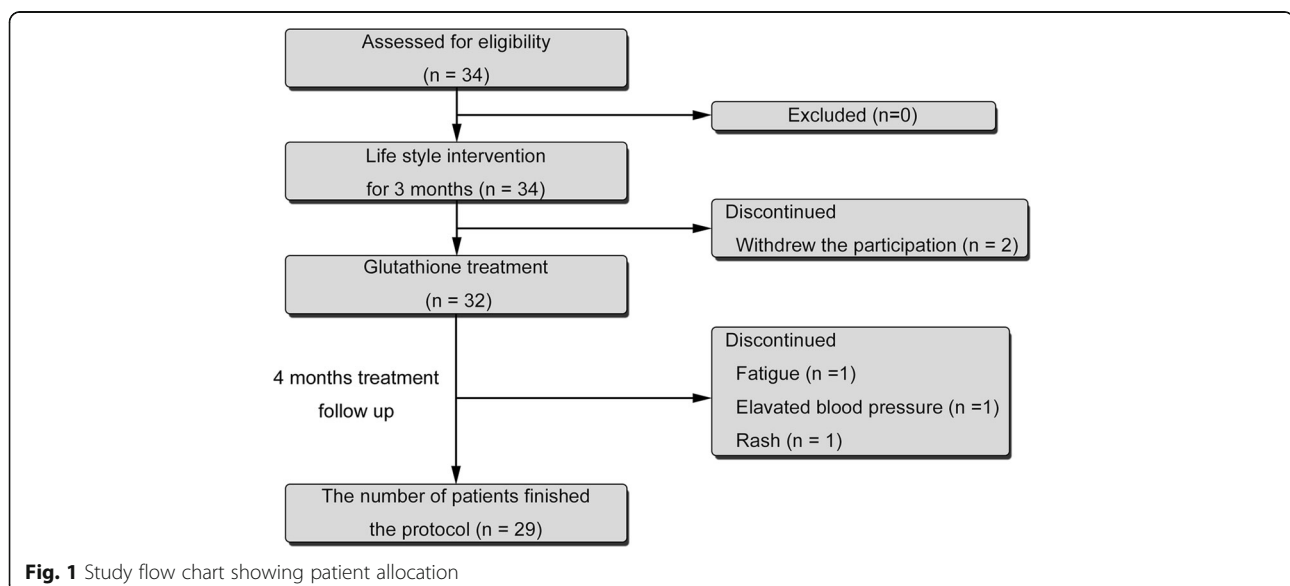 Assessed for eligibility
(n = 34)
Excluded (n=0)
Life style intervention
for 3 months (n = 34)
Discontinued
Withdrew the participation (n = 2)
Glutathione treatment
(n = 32)
4 months treatment
follow up
Discontinued
Fatigue (n =1)
Elavated blood pressure (n =1)
Rash (n = 1)
The number of patients finished
the protocol (n = 29)
Fig. 1 Study flow chart showing patient allocation